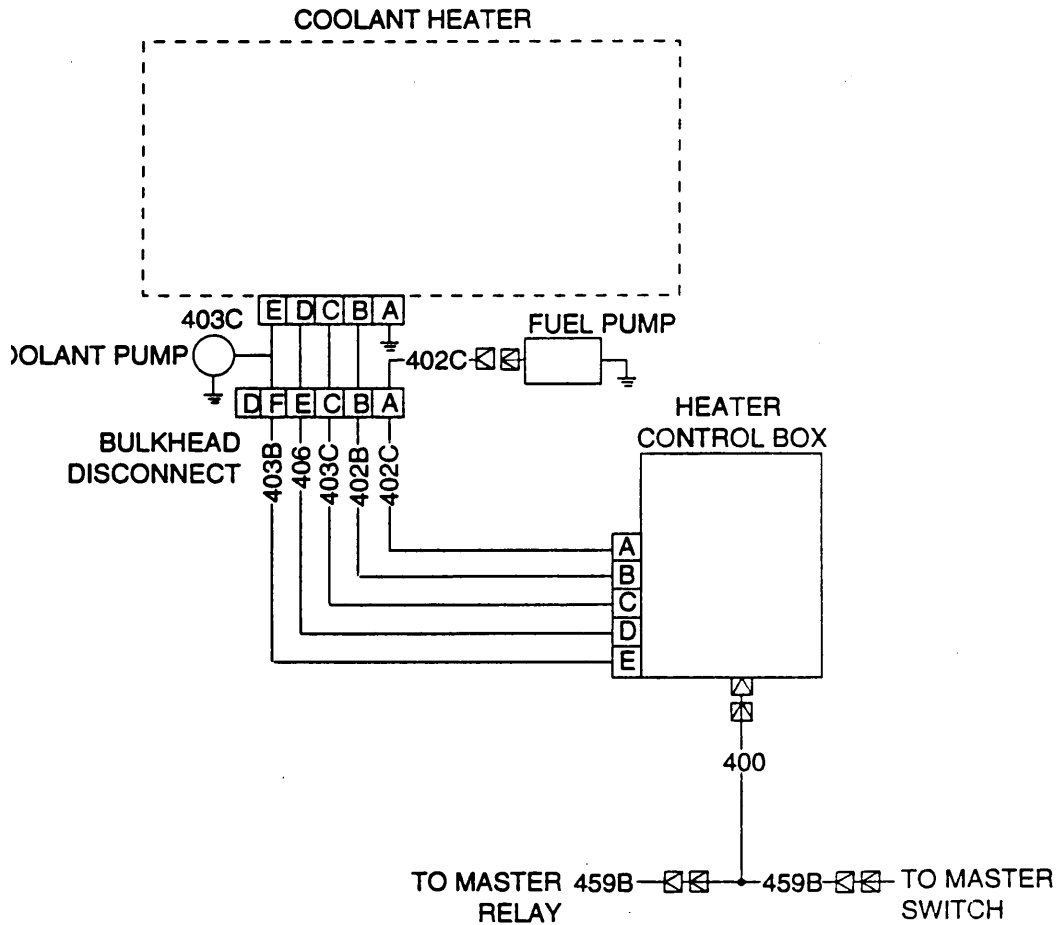 COOLANT HEATER
E D C B A
403C
FUEL PUMP
OOLANT PUMP
402C
D F E C B A
HEATER
CONTROL BOX
BULKHEAD
DISCONNECT
403B
406
403C
402B
402C
A
B
C
D
E
400
TO MASTER
RELAY
459B
459B
TO MASTER
SWITCH